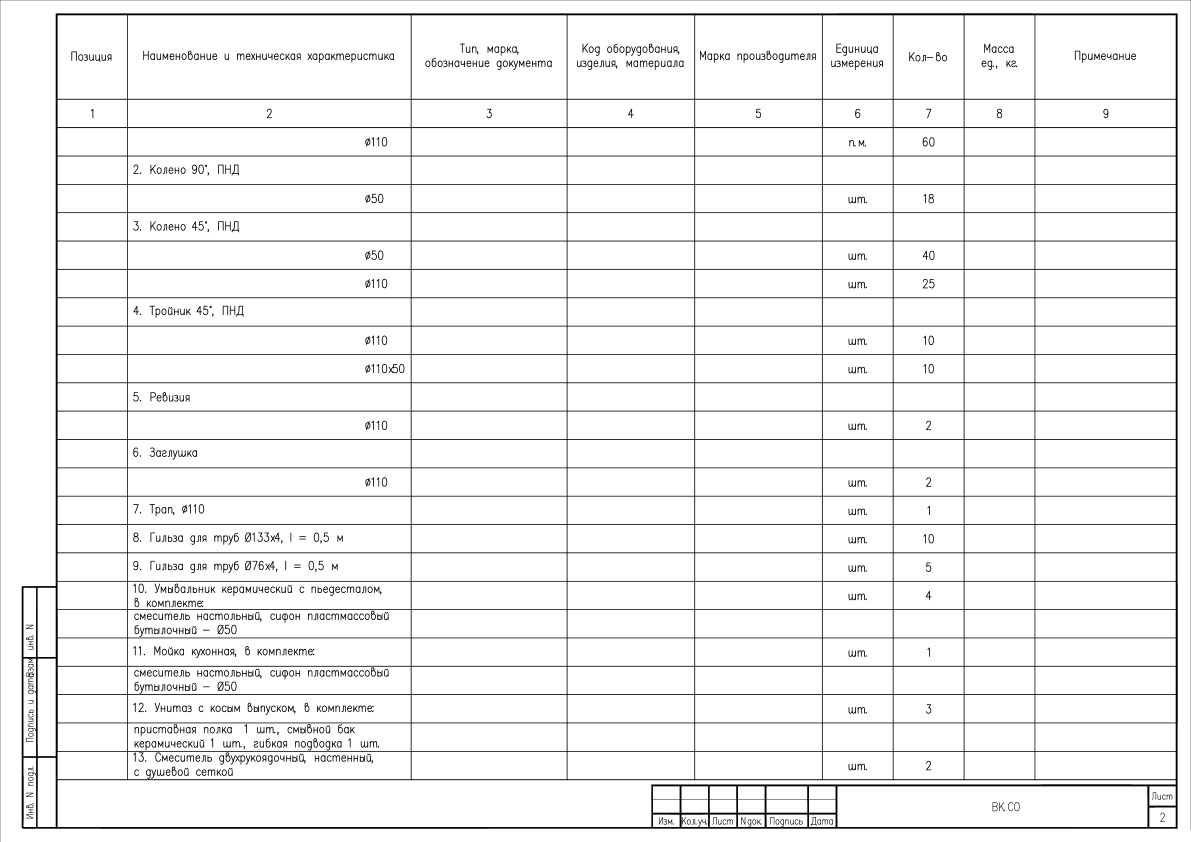 Позиция
Наименование и техническая характеристика
Тип, марка,
обозначение документа
Код оборудования,
изделия, материала
Марка производителя
Единица
измерения
Кол-во
Масса
ед., кг.
Примечание
1 2 3 4 5 6 7 8 9
ø110 п.м. 60
2. Колено 90°, ПНД
ø50 шт. 18
3. Колено 45°, ПНД
ø50 шт. 40
ø110 шт. 25
4. Тройник 45°, ПНД
ø110 шт. 10
ø110х50 шт. 10
5. Ревизия
ø110 шт. 2
6. Заглушка
ø110 шт. 2
7. Трап, ø110 шт. 1
8. Гильза для труб Ø133х4, l = 0,5 м шт. 10
9. Гильза для труб Ø76х4, l = 0,5 м шт. 5
10. Умывальник керамический с пьедесталом,
в комплекте: шт. 4
смеситель настольный, сифон пластмассовый
бутылочный – Ø50
11. Мойка кухонная, в комплекте: шт. 1
смеситель настольный, сифон пластмассовый
бутылочный – Ø50
12. Унитаз с косым выпуском, в комплекте: шт. 3
приставная полка 1 шт., смывной бак
керамический 1 шт., гибкая подводка 1 шт.
13. Смеситель двухрукоядочный, настенный,
с душевой сеткой шт. 2
Взам. инв. N
Подпись и дата
Инв. N подл.
Изм. Кол.уч. Лист Nдок. Подпись Дата
ВК.СО
Лист
2